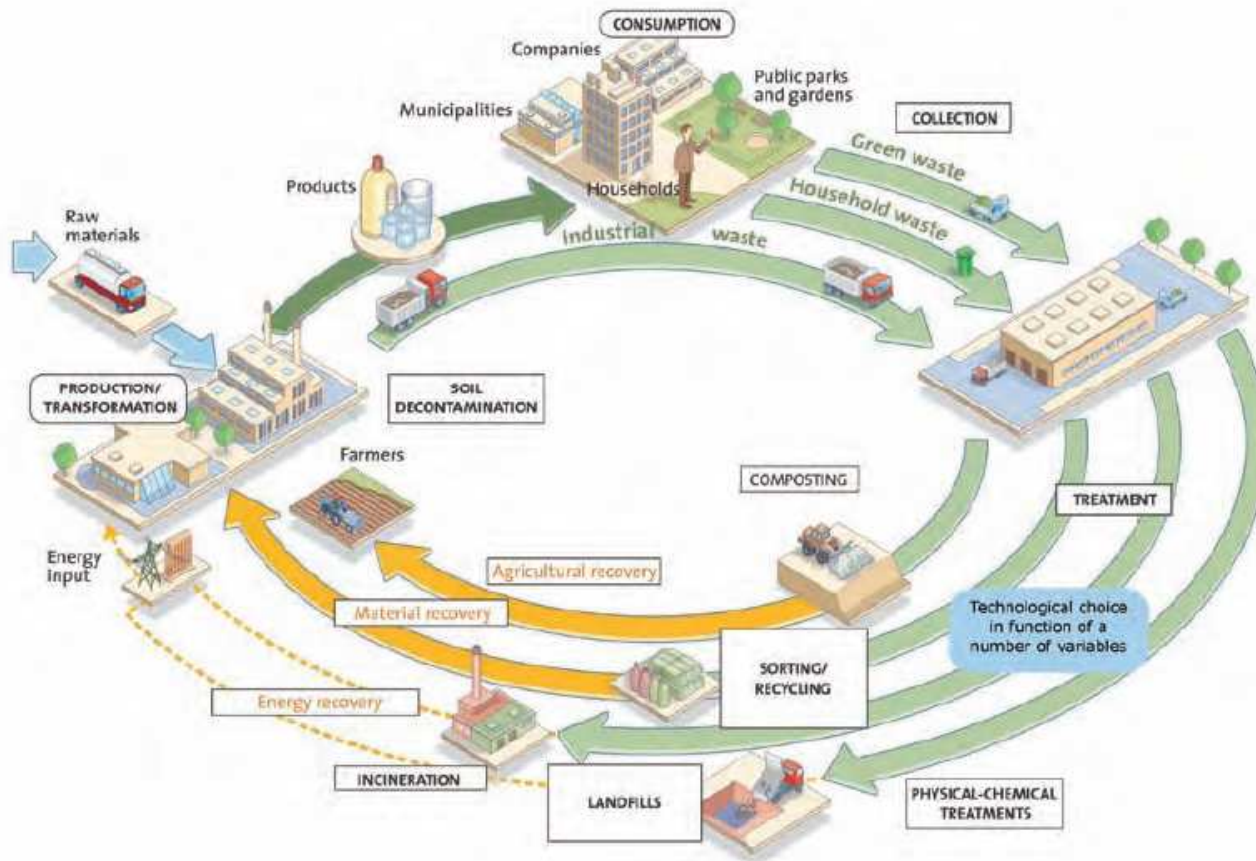 CONSUMPTION
Companies
Public parks
and gardens
Municipalities
COLLECTION
Green waste
Products
Households
Household waste
Raw
materials
Industrial waste
PRODUCTION/
TRANSFORMATION
SOIL
DECONTAMINATION
Farmers
COMPOSTING
TREATMENT
Energy
input
Agricultural recovery
Material recovery
Technological choice
in function of a
number of variables
SORTING/
RECYCLING
Energy recovery
INCINERATION
LANDFILLS
PHYSICAL-CHEMICAL
TREATMENTS